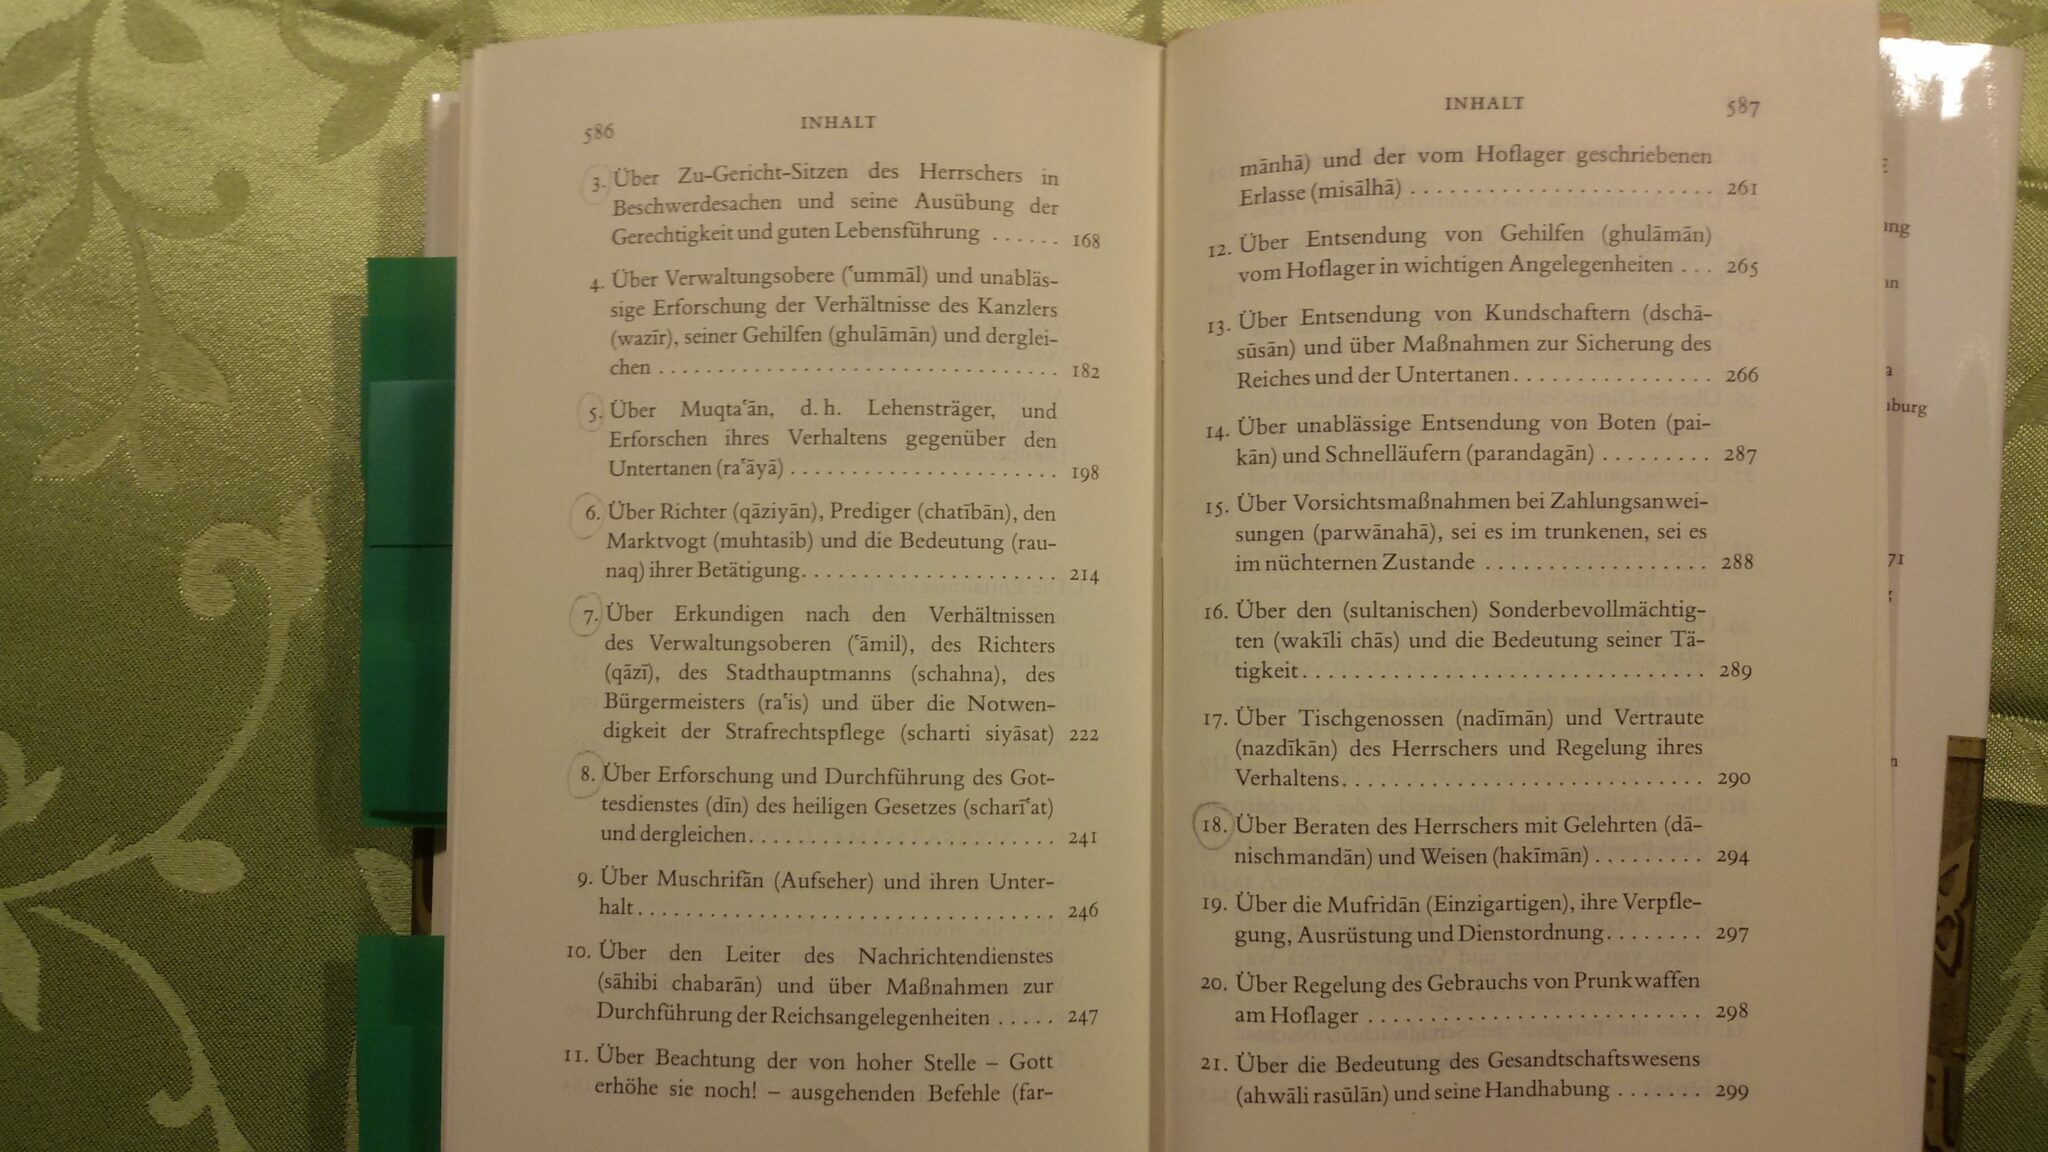 586
INHALT
3. Über Zu-Gericht-Sitzen des Herrschers in
Beschwerdesachen und seine Ausübung der
Gerechtigkeit und guten Lebensführung ...... 168
4. Über Verwaltungsobere (ʿummāl) und unabläs-
sige Erforschung der Verhältnisse des Kanzlers
(wazīr), seiner Gehilfen (ghulāmān) und derglei-
chen .................................. 182
5. Über Muqtaʿān, d. h. Lehensträger, und
Erforschen ihres Verhaltens gegenüber den
Untertanen (raʿāyā) ....................... 198
6. Über Richter (qāziyān), Prediger (chatībān), den
Marktvogt (muhtasib) und die Bedeutung (rau-
naq) ihrer Betätigung...................... 214
7. Über Erkundigen nach den Verhältnissen
des Verwaltungsoberen (ʿāmil), des Richters
(qāzī), des Stadthauptmanns (schahna), des
Bürgermeisters (raʿis) und über die Notwen-
digkeit der Strafrechtspflege (scharti siyāsat) 222
8. Über Erforschung und Durchführung des Got-
tesdienstes (dīn) des heiligen Gesetzes (scharīʿat)
und dergleichen.......................... 241
9. Über Muschrifān (Aufseher) und ihren Unter-
halt.................................... 246
10. Über den Leiter des Nachrichtendienstes
(sāhibi chabarān) und über Maßnahmen zur
Durchführung der Reichsangelegenheiten ..... 247
11. Über Beachtung der von hoher Stelle – Gott
erhöhe sie noch! – ausgehenden Befehle (far-
INHALT
587
mānhā) und der vom Hoflager geschriebenen
Erlasse (misālhā) .......................... 261
12. Über Entsendung von Gehilfen (ghulāmān)
vom Hoflager in wichtigen Angelegenheiten ... 265
13. Über Entsendung von Kundschaftern (dschā-
sūsān) und über Maßnahmen zur Sicherung des
Reiches und der Untertanen................. 266
14. Über unablässige Entsendung von Boten (pai-
kān) und Schnelläufern (parandagān) ......... 287
15. Über Vorsichtsmaßnahmen bei Zahlungsanwei-
sungen (parwānahā), sei es im trunkenen, sei es
im nüchternen Zustande ................... 288
16. Über den (sultanischen) Sonderbevollmächtig-
ten (wakīli chās) und die Bedeutung seiner Tä-
tigkeit................................... 289
17. Über Tischgenossen (nadīmān) und Vertraute
(nazdīkān) des Herrschers und Regelung ihres
Verhaltens............................... 290
18. Über Beraten des Herrschers mit Gelehrten (dā-
nischmandān) und Weisen (hakīmān) ......... 294
19. Über die Mufridān (Einzigartigen), ihre Verpfle-
gung, Ausrüstung und Dienstordnung........ 297
20. Über Regelung des Gebrauchs von Prunkwaffen
am Hoflager ............................. 298
21. Über die Bedeutung des Gesandtschaftswesens
(ahwāli rasūlān) und seine Handhabung ....... 299